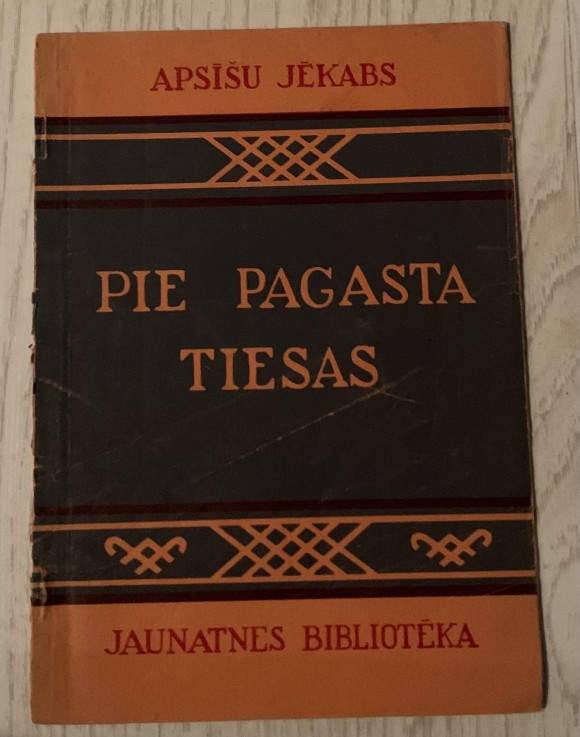 APSĪŠU JĒKABS
PIE PAGASTA
TIESAS
JAUNATNES BIBLIOTĒKA